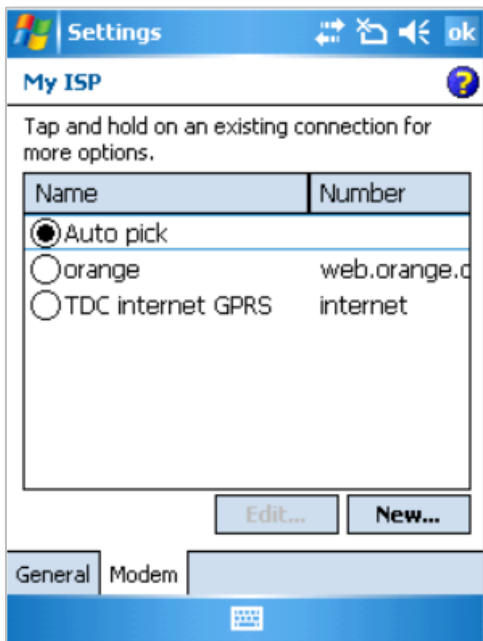 Settings ok
My ISP
Tap and hold on an existing connection for
more options.
Name Number
Auto pick
orange web.orange.d
TDC internet GPRS internet
Edit... New...
General Modem